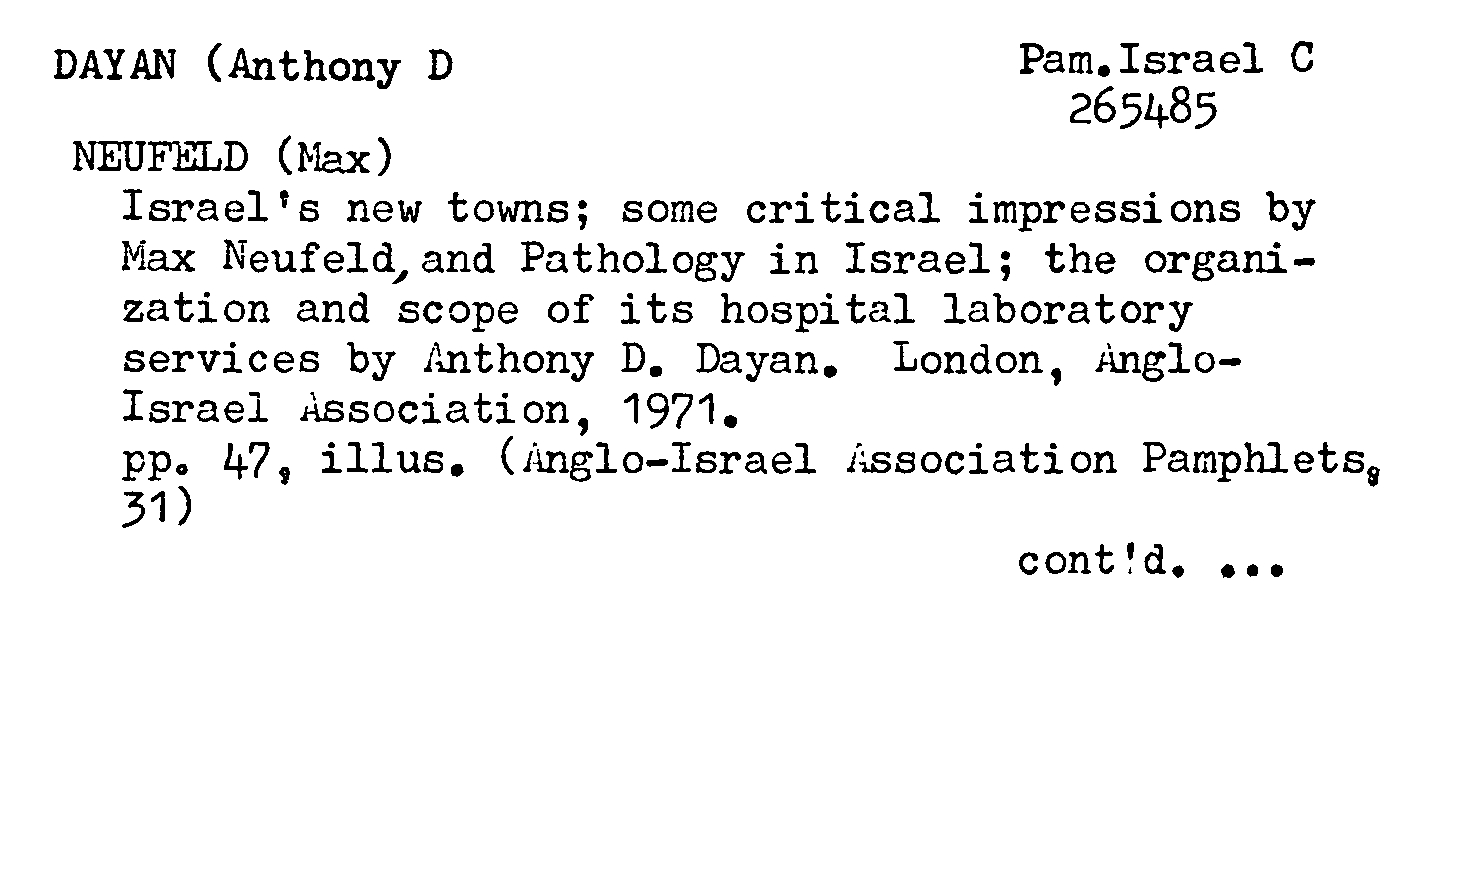 DAYAN (Anthony D
Pam.Israel C
265485
NEUFELD (Max)
Israel's new towns; some critical impressions by
Max Neufeld, and Pathology in Israel; the organi-
zation and scope of its hospital laboratory
services by Anthony D. Dayan. London, Anglo-
Israel Association, 1971.
pp. 47, illus. (Anglo-Israel Association Pamphlets,
31)
cont'd. ...